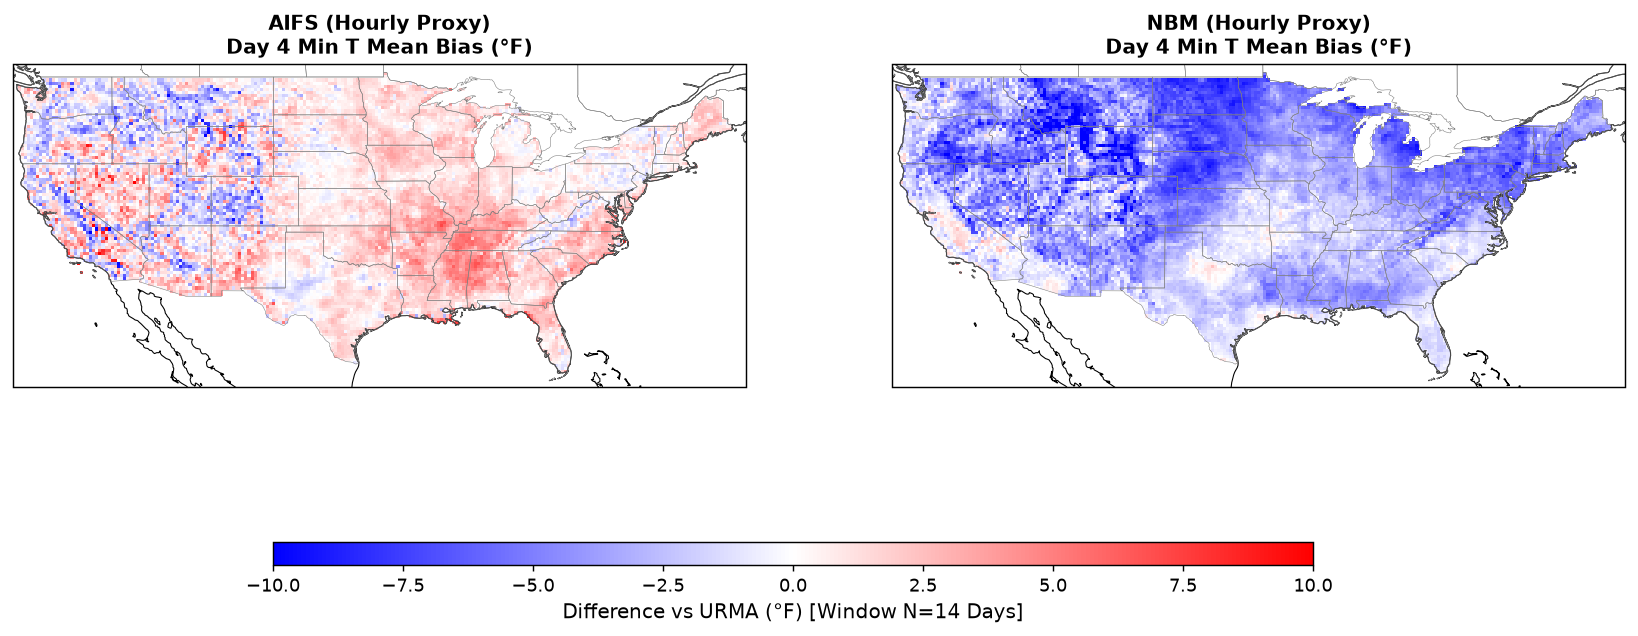 AIFS (Hourly Proxy)
Day 4 Min T Mean Bias (°F)
NBM (Hourly Proxy)
Day 4 Min T Mean Bias (°F)
−10.0 −7.5 −5.0 −2.5 0.0 2.5 5.0 7.5 10.0
Difference vs URMA (°F) [Window N=14 Days]